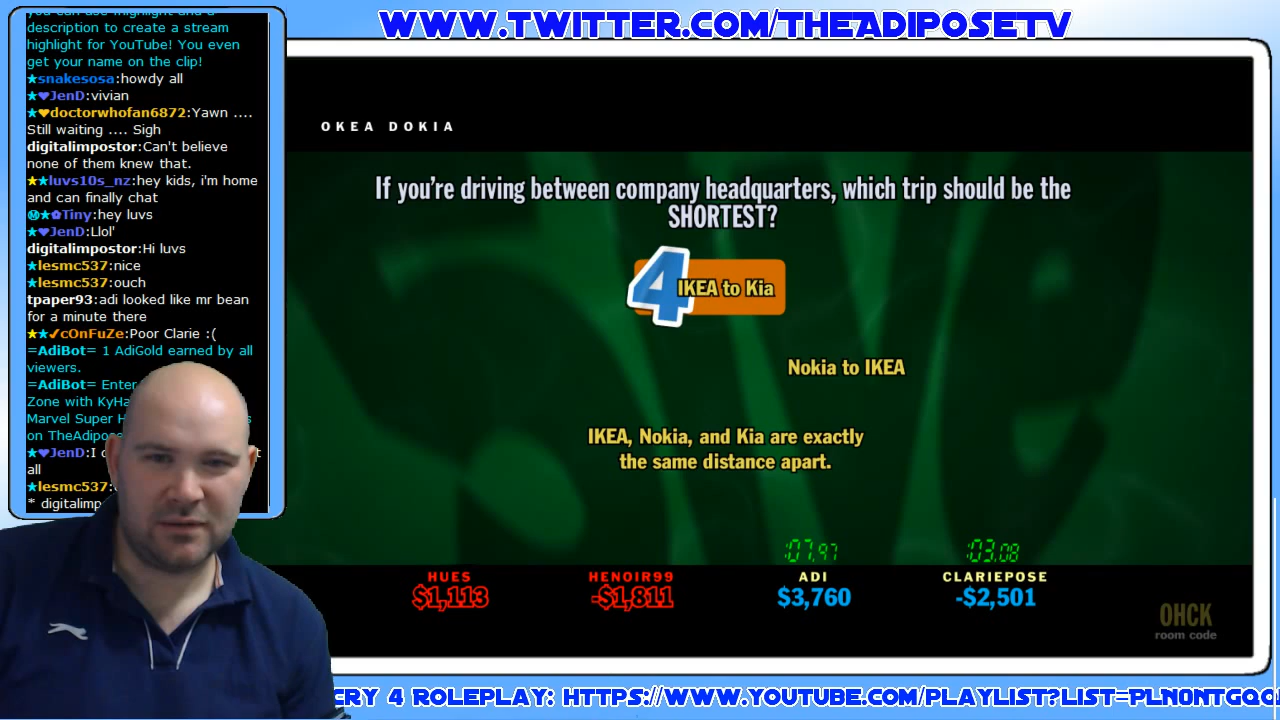 WWW.TWITTER.COM/THEADIPOSETV
you can use !highlight and a
description to create a stream
highlight for YouTube! You even
get your name on the clip!
snakesosa:howdy all
JenD:vivian
doctorwhofan6872:Yawn ....
Still waiting .... Sigh
digitalimpostor:Can't believe
none of them knew that.
luvs10s_nz:hey kids, i'm home
and can finally chat
Tiny:hey luvs
JenD:Llol'
digitalimpostor:Hi luvs
lesmc537:nice
lesmc537:ouch
tpaper93:adi looked like mr bean
for a minute there
cOnFuZe:Poor Clarie :(
=AdiBot= 1 AdiGold earned by all
viewers.
=AdiBot= Enter
Zone with KyHa
Marvel Super H
on TheAdipose
JenD:I
all
lesmc537:
* digitalimp
OKEA DOKIA
If you're driving between company headquarters, which trip should be the
SHORTEST?
4 IKEA to Kia
Nokia to IKEA
IKEA, Nokia, and Kia are exactly
the same distance apart.
:07.97
:03.08
HUES
HENOIR99
ADI
CLARIEPOSE
$1,113
-$1,811
$3,760
-$2,501
OHCK
room code
CRY 4 ROLEPLAY: HTTPS://WWW.YOUTUBE.COM/PLAYLIST?LIST=PLN0NTGQ